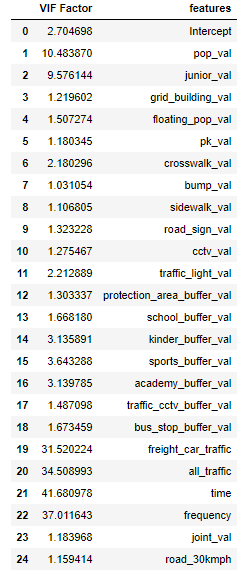 VIF Factor features
0 2.704698 Intercept
1 10.483870 pop_val
2 9.576144 junior_val
3 1.219602 grid_building_val
4 1.507274 floating_pop_val
5 1.180345 pk_val
6 2.180296 crosswalk_val
7 1.031054 bump_val
8 1.106805 sidewalk_val
9 1.323228 road_sign_val
10 1.275467 cctv_val
11 2.212889 traffic_light_val
12 1.303337 protection_area_buffer_val
13 1.668180 school_buffer_val
14 3.135891 kinder_buffer_val
15 3.643288 sports_buffer_val
16 3.139785 academy_buffer_val
17 1.487098 traffic_cctv_buffer_val
18 1.673459 bus_stop_buffer_val
19 31.520224 freight_car_traffic
20 34.508993 all_traffic
21 41.680978 time
22 37.011643 frequency
23 1.183968 joint_val
24 1.159414 road_30kmph